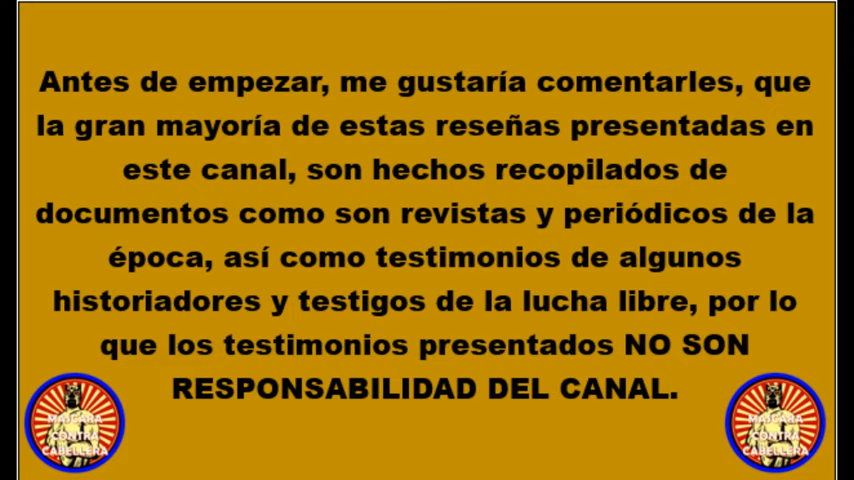 Antes de empezar, me gustaría comentarles, que
la gran mayoría de estas reseñas presentadas en
este canal, son hechos recopilados de
documentos como son revistas y periódicos de la
época, así como testimonios de algunos
historiadores y testigos de la lucha libre, por lo
que los testimonios presentados NO SON
RESPONSABILIDAD DEL CANAL.
MASCARA
CONTRA
CABELLERA
MASCARA
CONTRA
CABELLERA